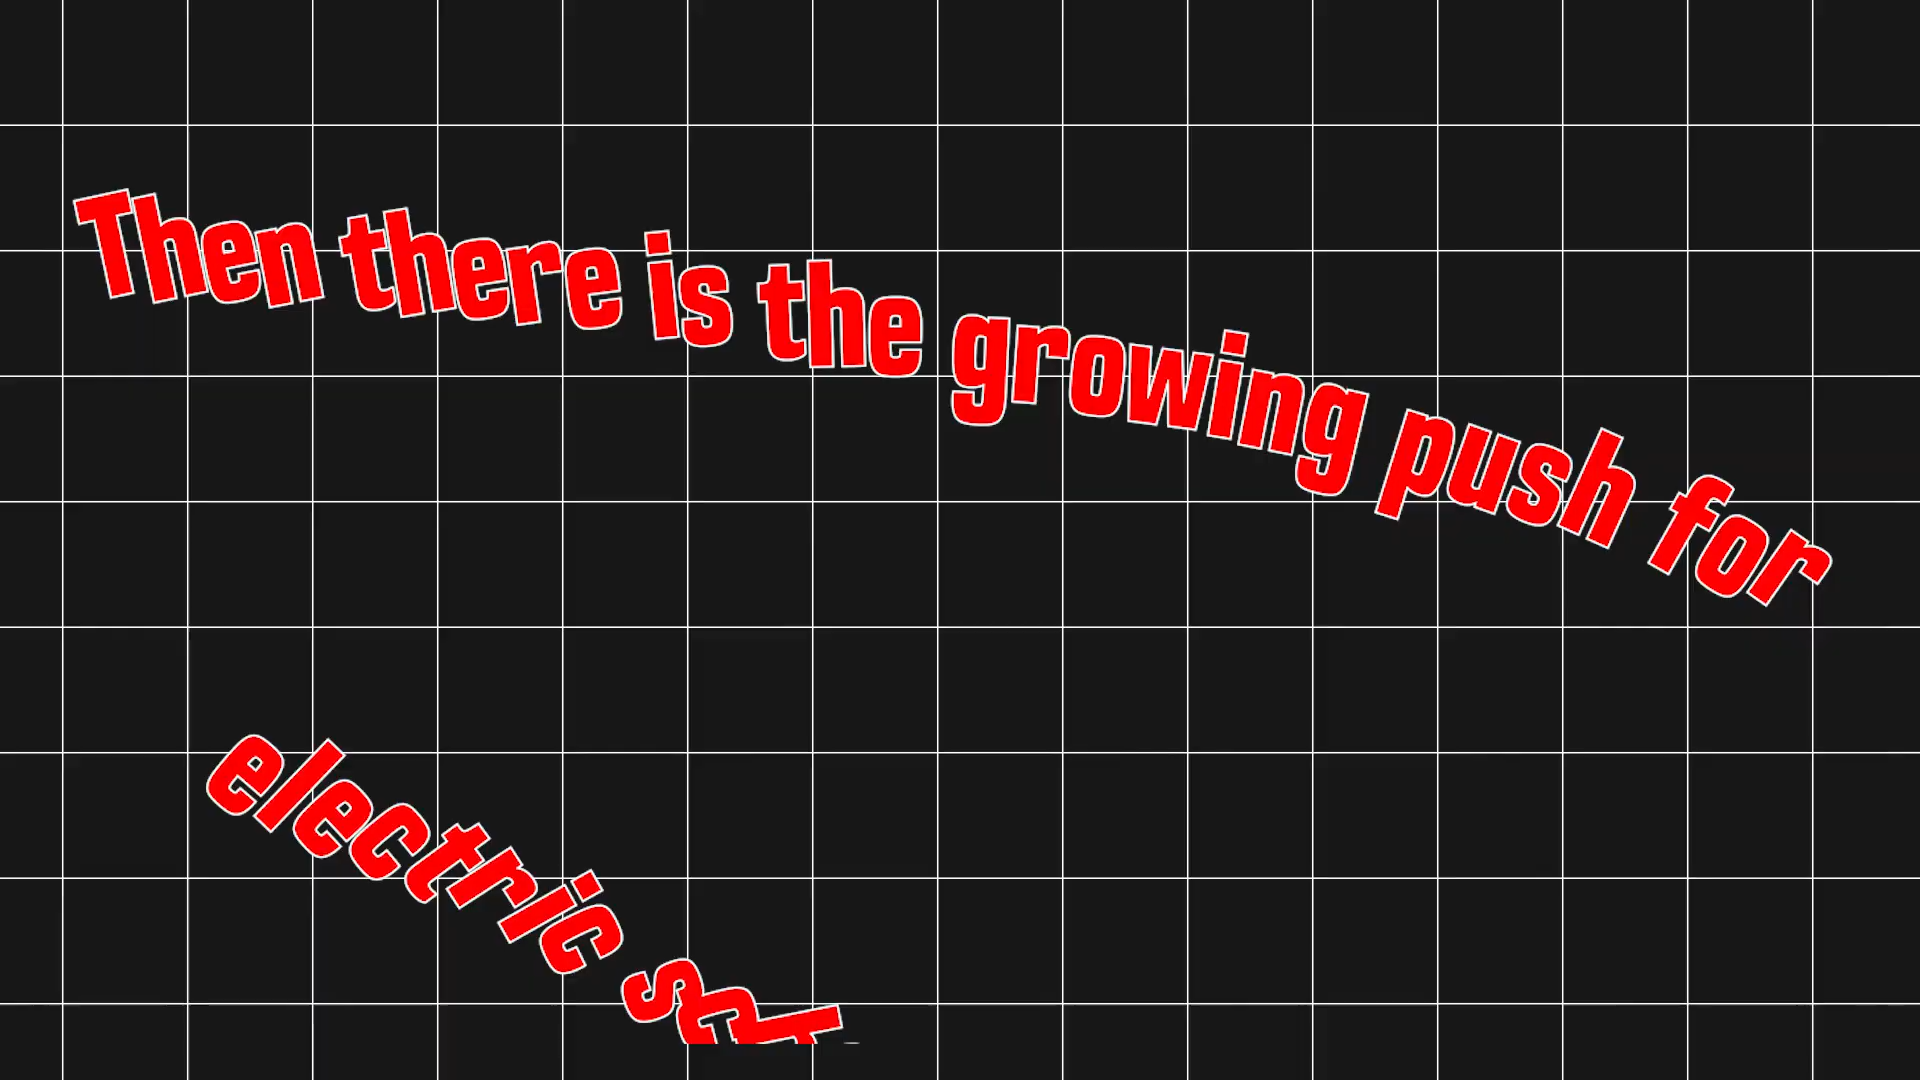 Then there is the growing push for
electric